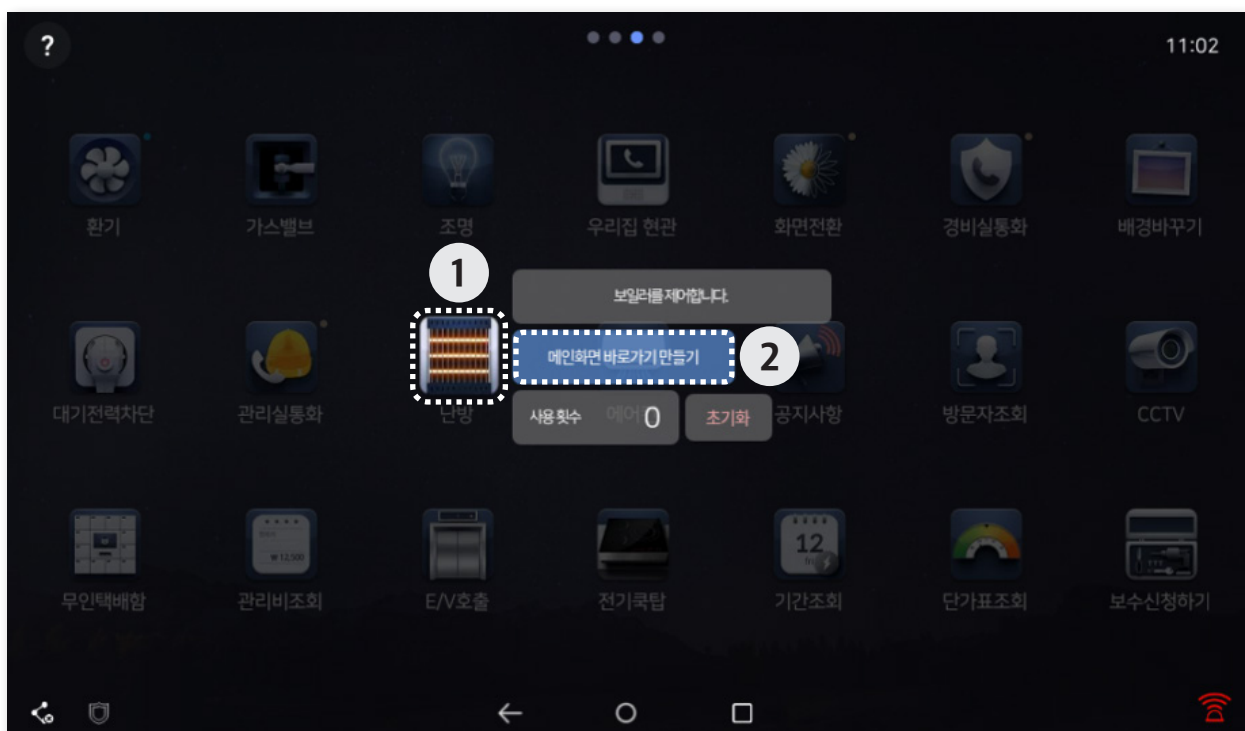 ?
11:02
환기
가스밸브
조명
우리집 현관
화면전환
경비실통화
배경바꾸기
1
보일러를 제어합니다.
메인화면 바로가기 만들기
2
대기전력차단
관리실통화
난방
사용 횟수 0
초기화
공지사항
방문자조회
CCTV
₩ 12,500
12
무인택배함
관리비조회
E/V호출
전기쿡탑
기간조회
단가표조회
보수신청하기